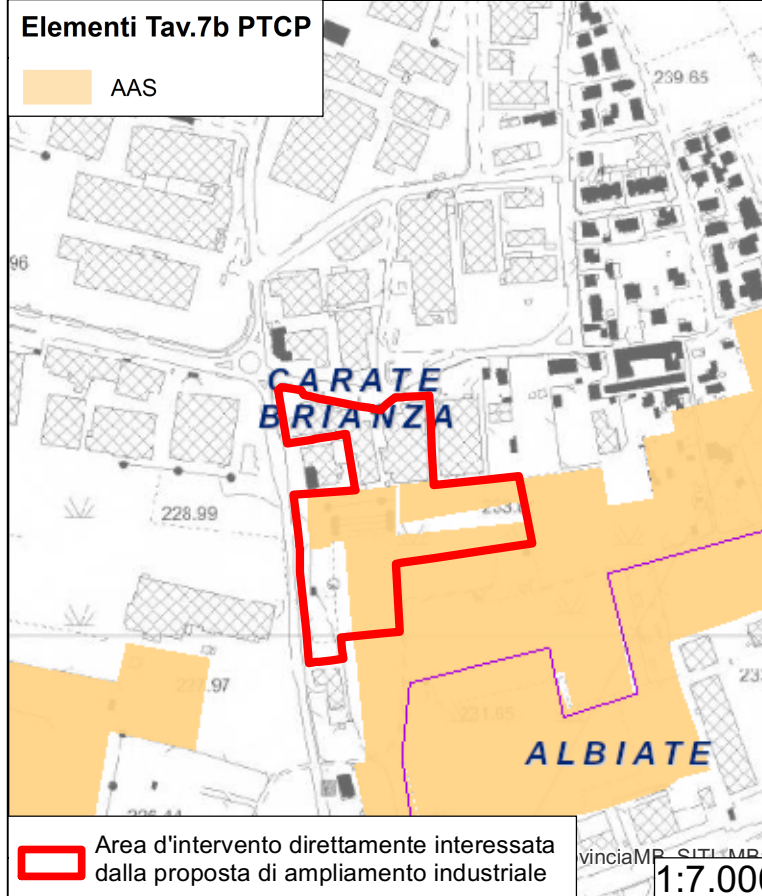 Elementi Tav.7b PTCP
AAS
239.65
96
CARATE
BRIANZA
228.99
231.65
ALBIATE
Area d'intervento direttamente interessata
dalla proposta di ampliamento industriale